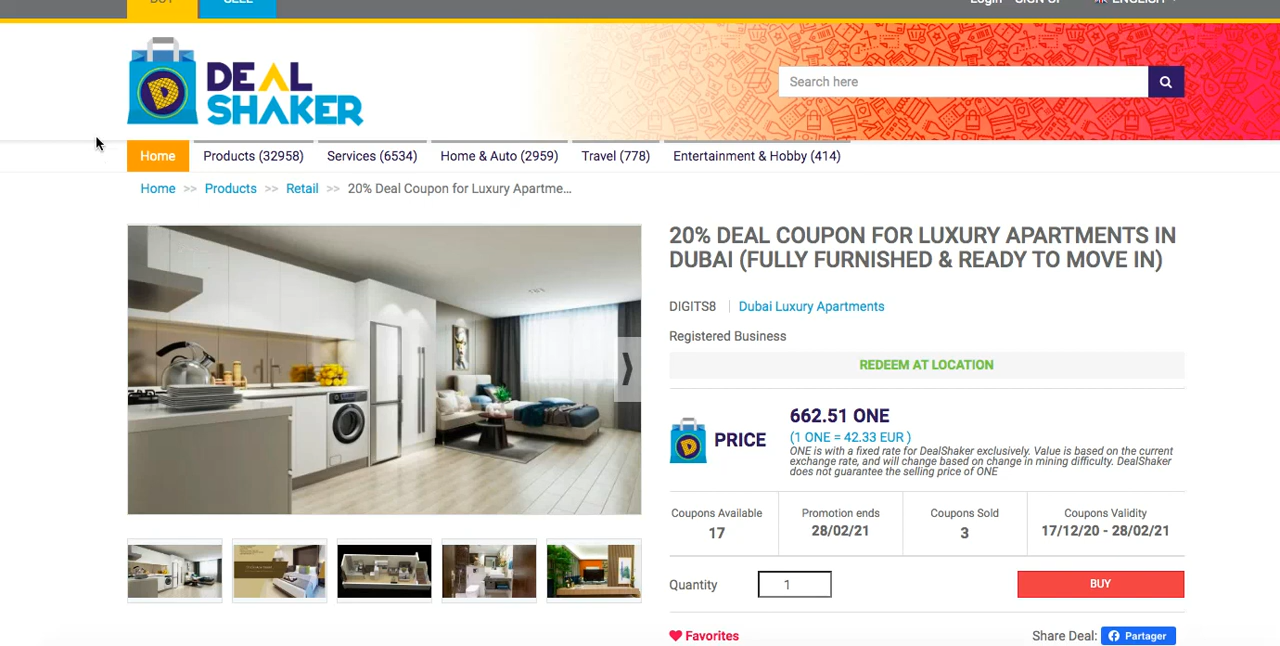 BUY SELL Login SIGN UP ENGLISH
DEAL
SHAKER
Search here
Home Products (32958) Services (6534) Home & Auto (2959) Travel (778) Entertainment & Hobby (414)
Home >> Products >> Retail >> 20% Deal Coupon for Luxury Apartme...
20% DEAL COUPON FOR LUXURY APARTMENTS IN
DUBAI (FULLY FURNISHED & READY TO MOVE IN)
DIGITS8 Dubai Luxury Apartments
Registered Business
REDEEM AT LOCATION
PRICE
662.51 ONE
(1 ONE = 42.33 EUR )
ONE is with a fixed rate for DealShaker exclusively. Value is based on the current
exchange rate, and will change based on change in mining difficulty. DealShaker
does not guarantee the selling price of ONE
Coupons Available Promotion ends Coupons Sold Coupons Validity
17 28/02/21 3 17/12/20 - 28/02/21
Quantity 1 BUY
Favorites Share Deal: Partager